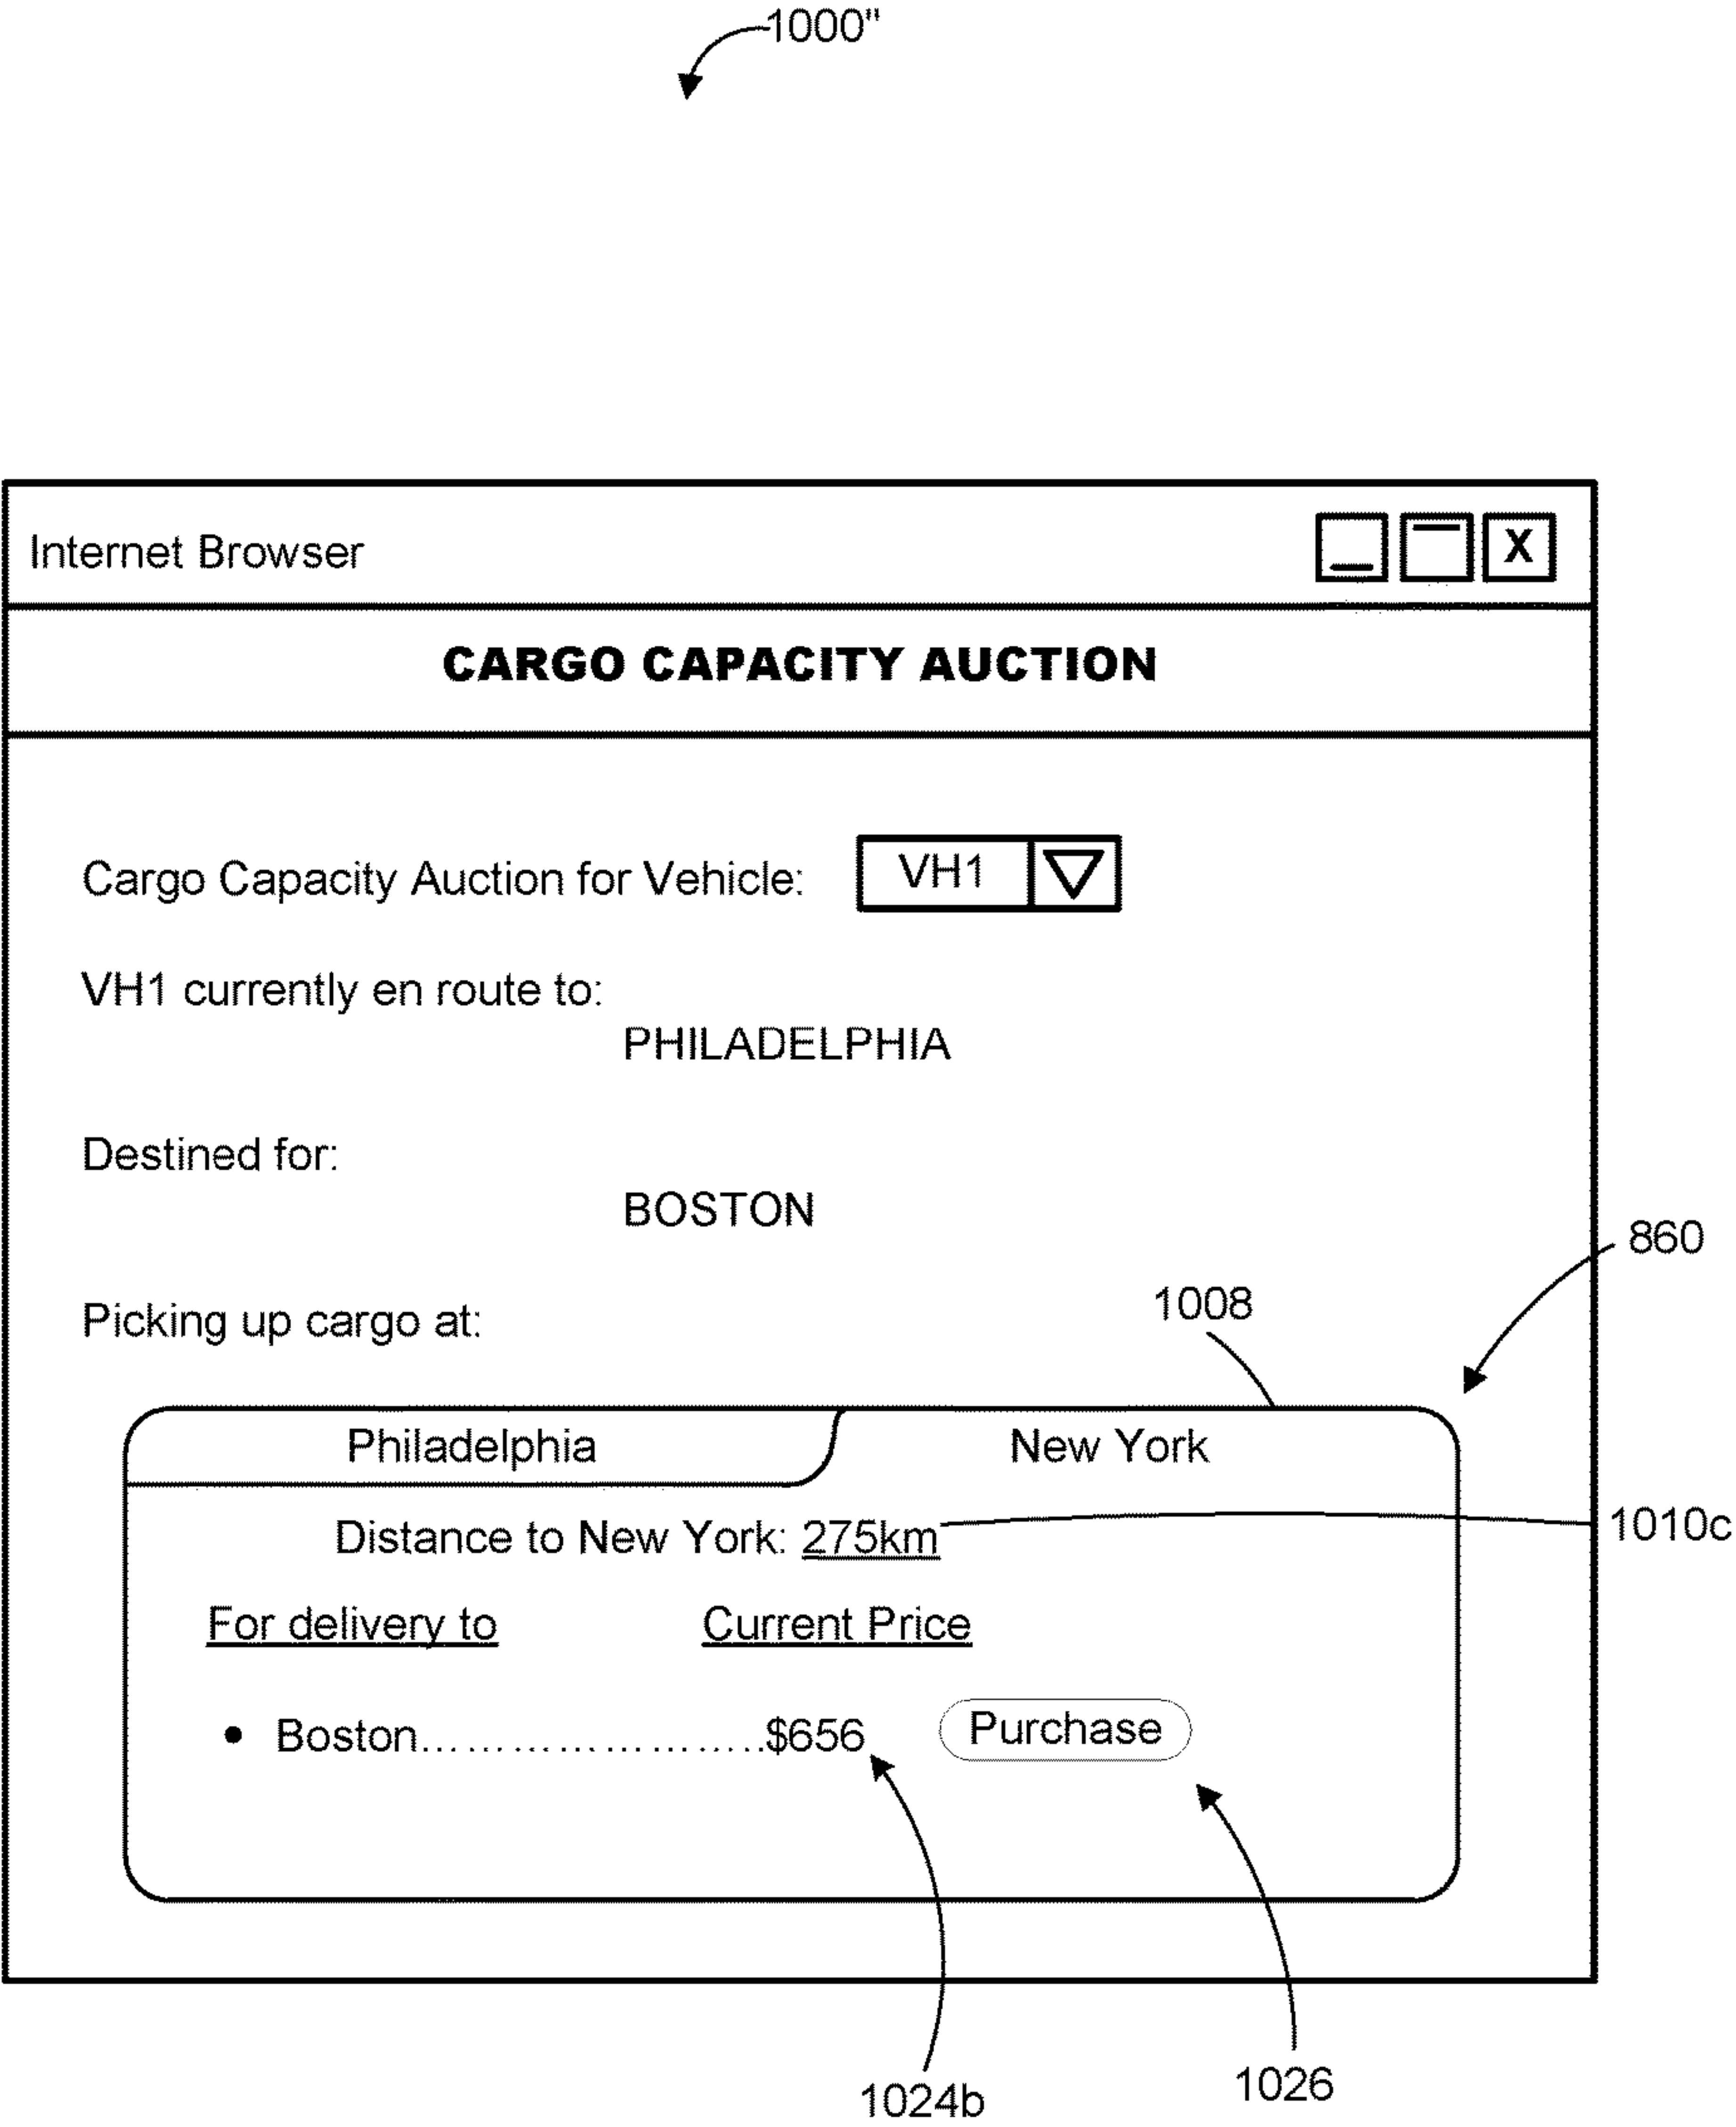 1000"
Internet Browser
X
CARGO CAPACITY AUCTION
Cargo Capacity Auction for Vehicle: VH1
VH1 currently en route to:
PHILADELPHIA
Destined for:
BOSTON
860
Picking up cargo at:
1008
Philadelphia New York
Distance to New York: 275km
1010c
For delivery to Current Price
• Boston........................$656 Purchase
1024b
1026